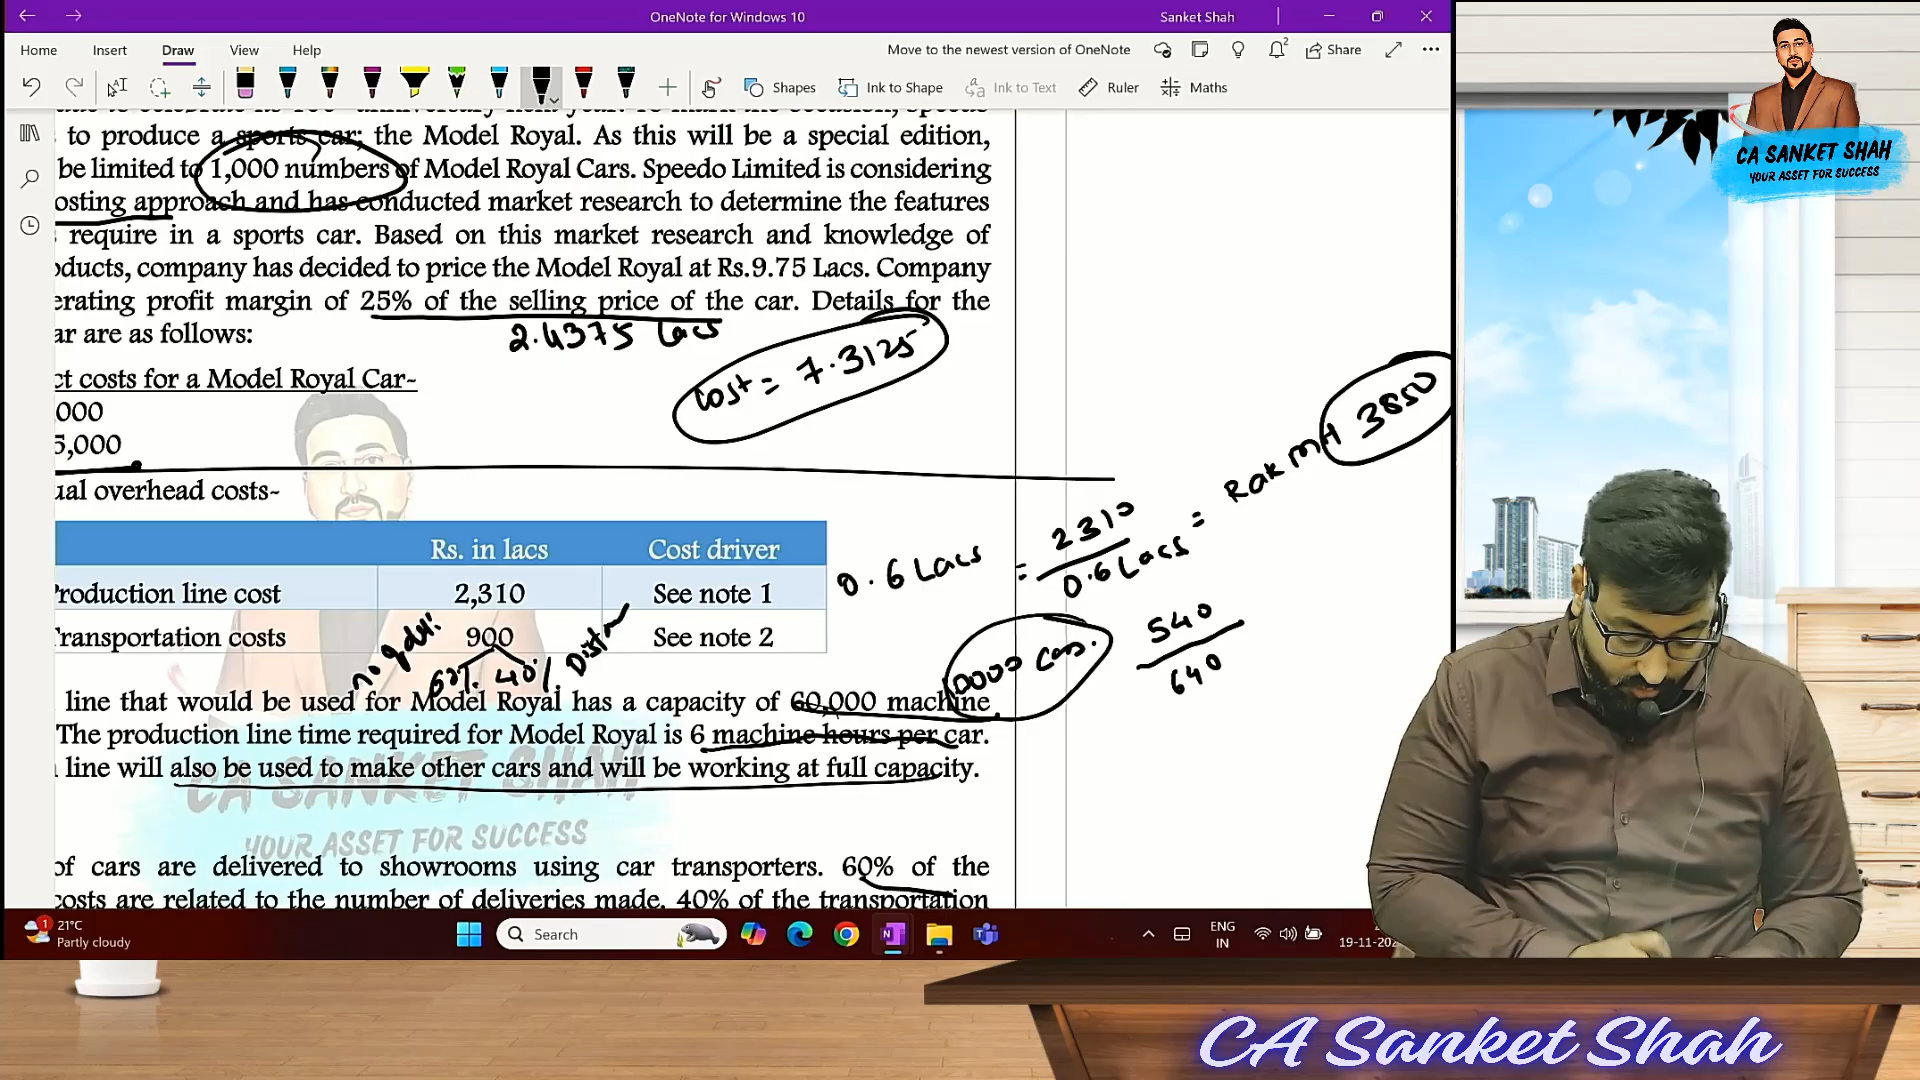 OneNote for Windows 10
Sanket Shah
Home Insert Draw View Help
Move to the newest version of OneNote
2
Share
Shapes
Ink to Shape
Ink to Text
Ruler
Maths
CA SANKET SHAH
YOUR ASSET FOR SUCCESS
to produce a sports car; the Model Royal. As this will be a special edition,
be limited to 1,000 numbers of Model Royal Cars. Speedo Limited is considering
osting approach and has conducted market research to determine the features
require in a sports car. Based on this market research and knowledge of
oducts, company has decided to price the Model Royal at Rs.9.75 Lacs. Company
erating profit margin of 25% of the selling price of the car. Details for the
ar are as follows:
2.4375 Lacs
Cost = 7.3125
ct costs for a Model Royal Car-
000
5,000
ual overhead costs-
Rs. in lacs Cost driver
Production line cost 2,310 See note 1
Transportation costs 900 See note 2
0.6 Lacs = 2310 / 0.6 Lacs = 3850
60% 40%
540
640
line that would be used for Model Royal has a capacity of 60,000 machine
The production line time required for Model Royal is 6 machine hours per car.
line will also be used to make other cars and will be working at full capacity.
CA SANKET SHAH
YOUR ASSET FOR SUCCESS
of cars are delivered to showrooms using car transporters. 60% of the
costs are related to the number of deliveries made. 40% of the transportation
1
21°C
Partly cloudy
Search
ENG
IN
CA Sanket Shah